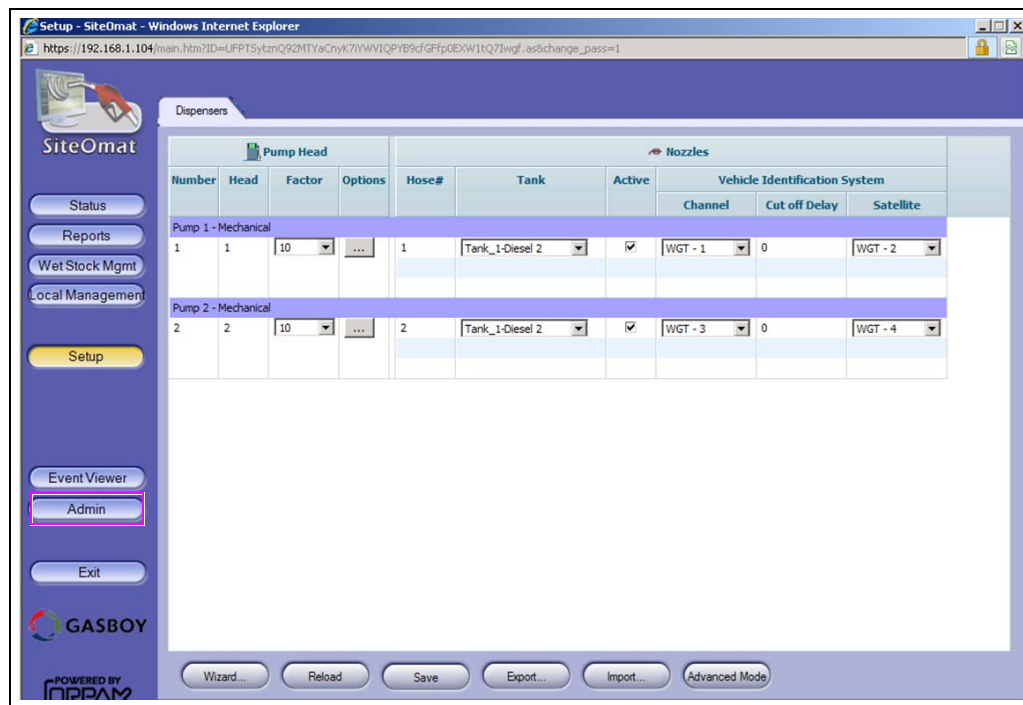 Setup - SiteOmat - Windows Internet Explorer
https://192.168.1.104/main.htm?ID=UFPTSytznQ92MTYaCnyK7iYWVIQPYB9cfGFfp0EXW1tQ7Iwgf.as&change_pass=1
SiteOmat
Status
Reports
Wet Stock Mgmt
Local Management
Setup
Event Viewer
Admin
Exit
GASBOY
POWERED BY
Dispensers
Pump Head Nozzles
Number Head Factor Options Hose# Tank Active Vehicle Identification System
Channel Cut off Delay Satellite
Pump 1 - Mechanical
1 1 10 ... 1 Tank_1-Diesel 2 WGT - 1 0 WGT - 2
Pump 2 - Mechanical
2 2 10 ... 2 Tank_1-Diesel 2 WGT - 3 0 WGT - 4
Wizard... Reload Save Export... Import... Advanced Mode